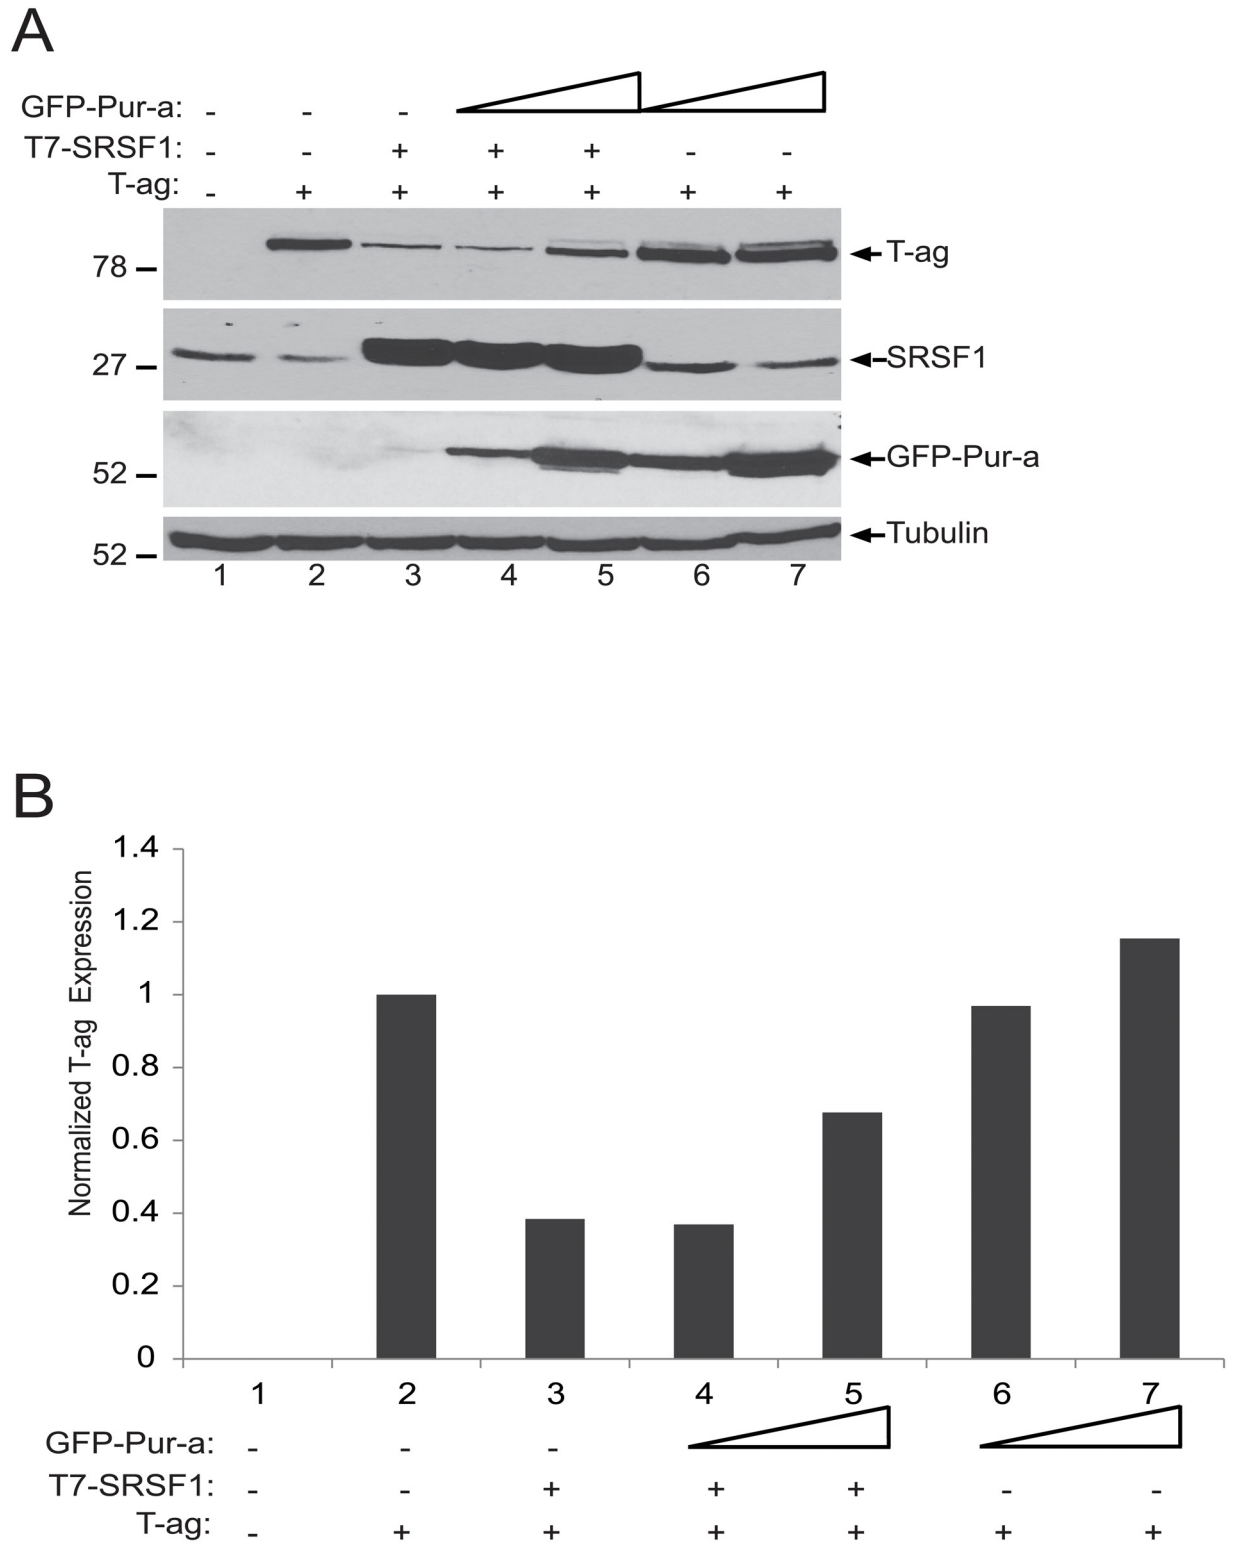 A
GFP-Pur-a: - - -
T7-SRSF1: - - + + + - -
T-ag: - + + + + + +
78 T-ag
27 SRSF1
52 GFP-Pur-a
52 Tubulin
1 2 3 4 5 6 7
B
Normalized T-ag Expression
1.4
1.2
1
0.8
0.6
0.4
0.2
0
1 2 3 4 5 6 7
GFP-Pur-a: - - -
T7-SRSF1: - - + + + - -
T-ag: - + + + + + +